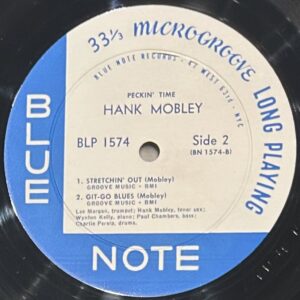 33⅓ MICROGROOVE LONG PLAYING
BLUE NOTE RECORDS · 47 WEST 63rd · NYC
PECKIN' TIME
HANK MOBLEY
BLP 1574
Side 2
(BN 1574-B)
1. STRETCHIN' OUT (Mobley)
GROOVE MUSIC - BMI
2. GIT-GO BLUES (Mobley)
GROOVE MUSIC - BMI
Lee Morgan, trumpet; Hank Mobley, tenor sax;
Wynton Kelly, piano; Paul Chambers, bass;
Charlie Persip, drums.
BLUE
NOTE